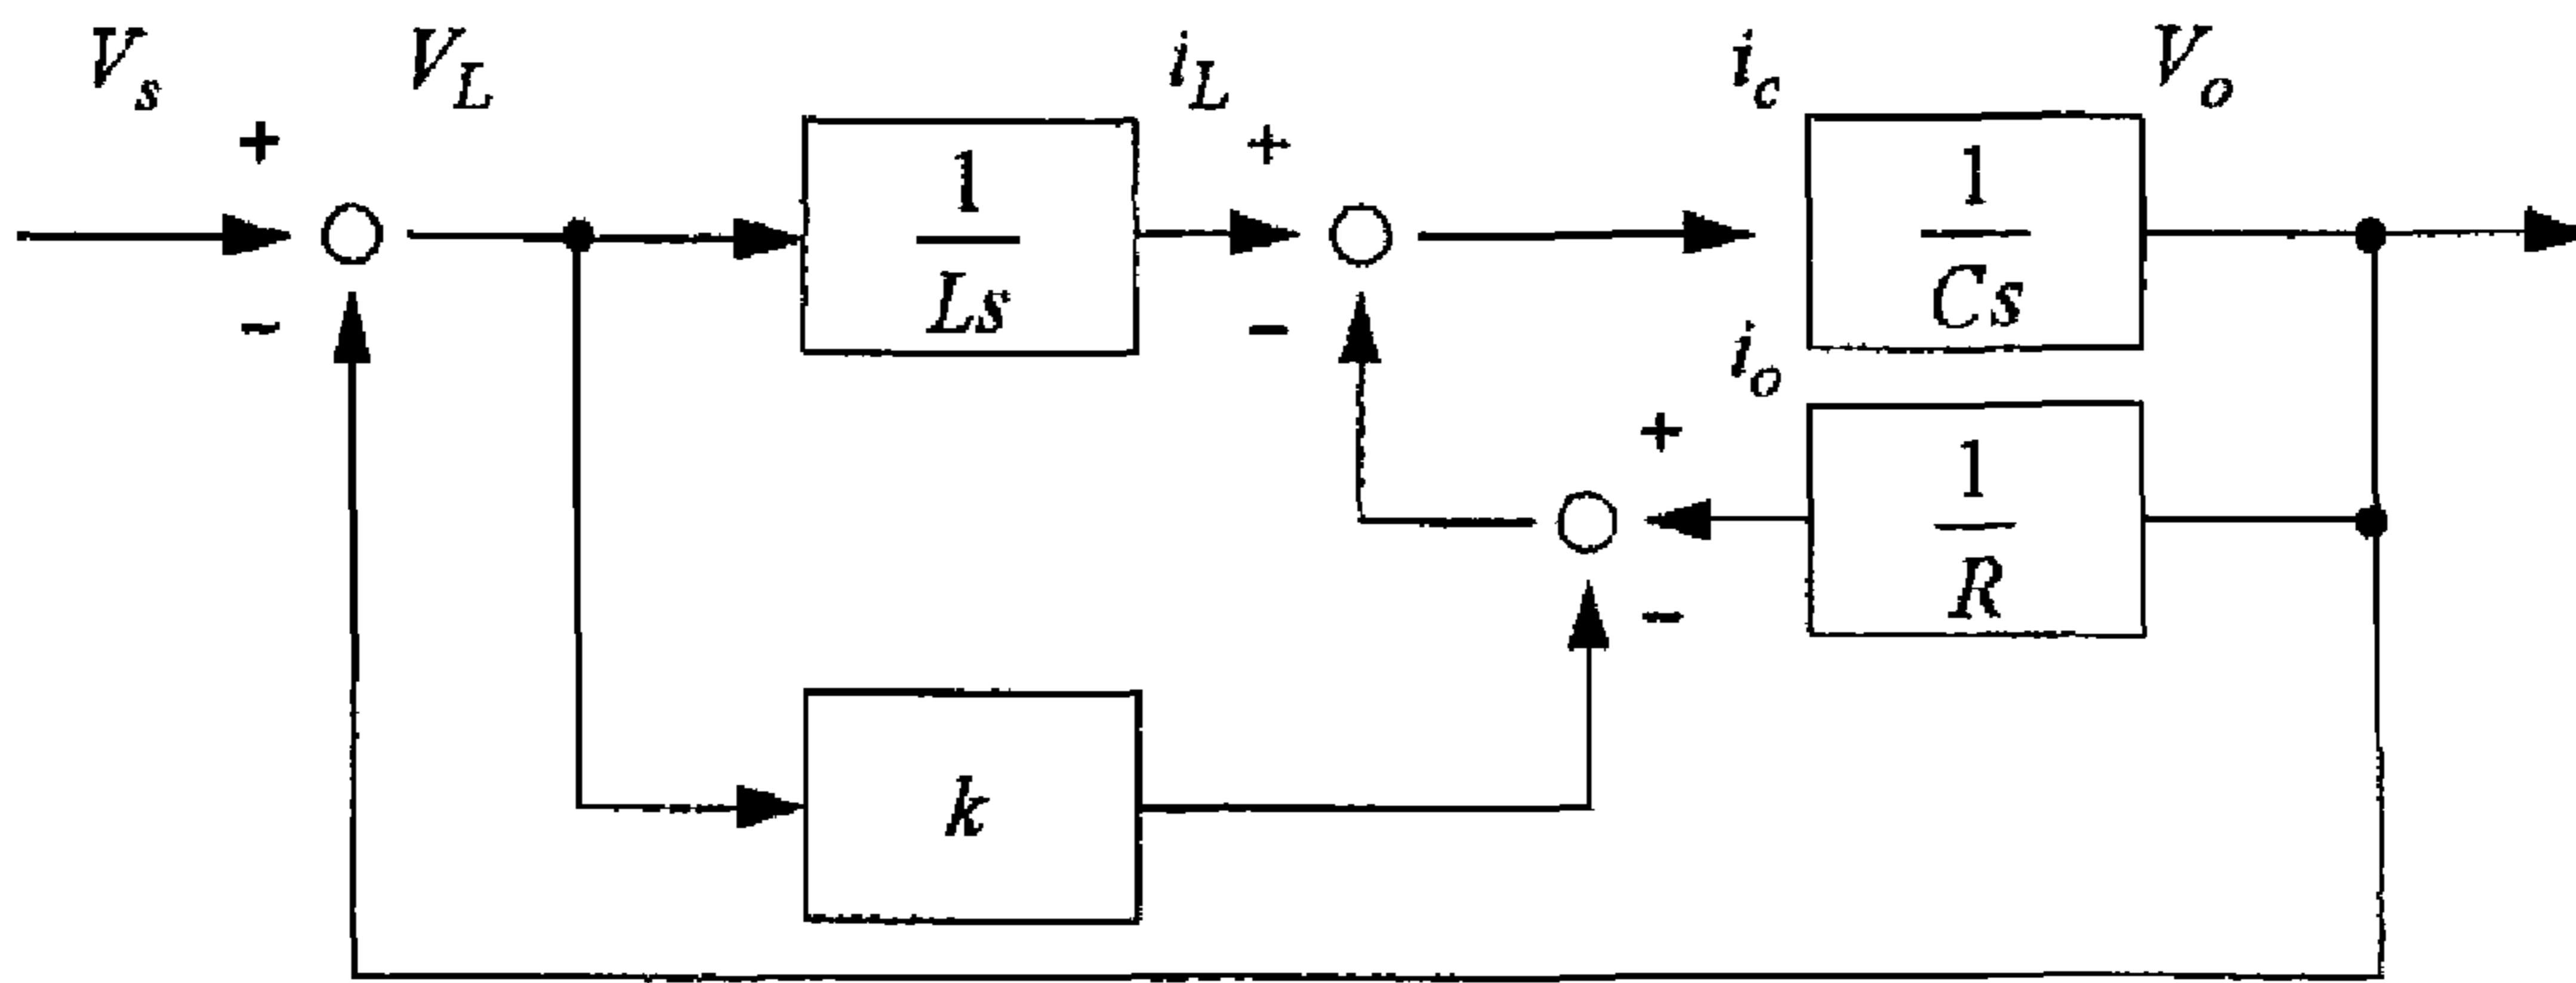 V_s
V_L
i_L
i_c
V_o
+
−
1
Ls
+
−
1
Cs
i_o
+
−
1
R
k